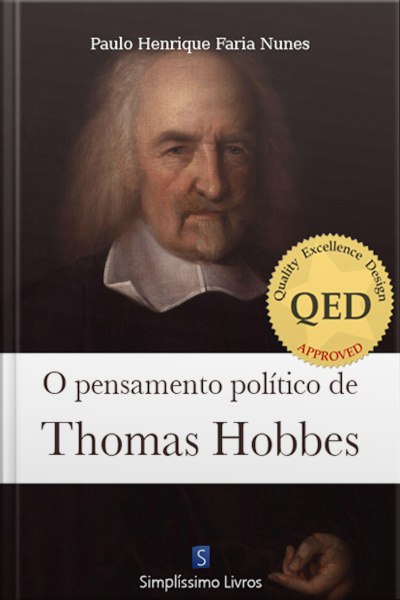 Paulo Henrique Faria Nunes
Quality Excellence Design
QED
APPROVED
O pensamento político de
Thomas Hobbes
S
Simplíssimo Livros